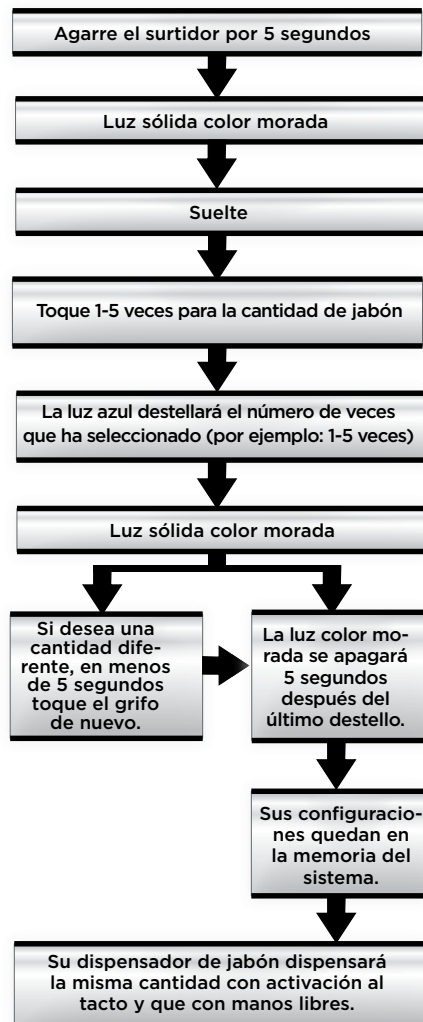 Agarre el surtidor por 5 segundos
Luz sólida color morada
Suelte
Toque 1-5 veces para la cantidad de jabón
La luz azul destellará el número de veces
que ha seleccionado (por ejemplo: 1-5 veces)
Luz sólida color morada
Si desea una
cantidad dife-
rente, en menos
de 5 segundos
toque el grifo
de nuevo.
La luz color mo-
rada se apagará
5 segundos
después del
último destello.
Sus configuracio-
nes quedan en
la memoria del
sistema.
Su dispensador de jabón dispensará
la misma cantidad con activación al
tacto y que con manos libres.